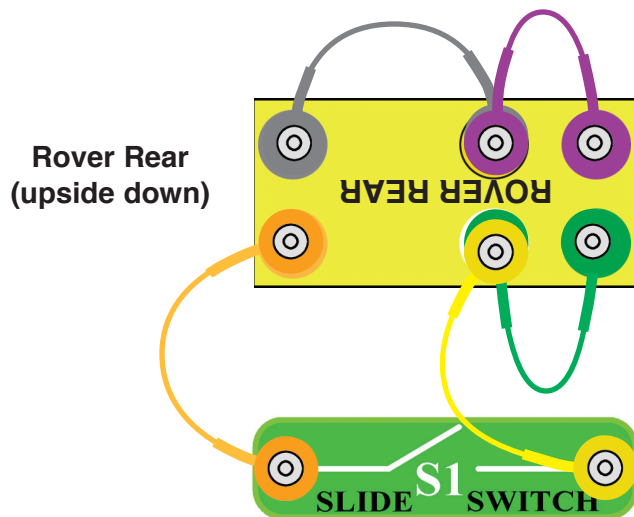 Rover Rear
(upside down)
ROVER REAR
S1
SLIDE SWITCH